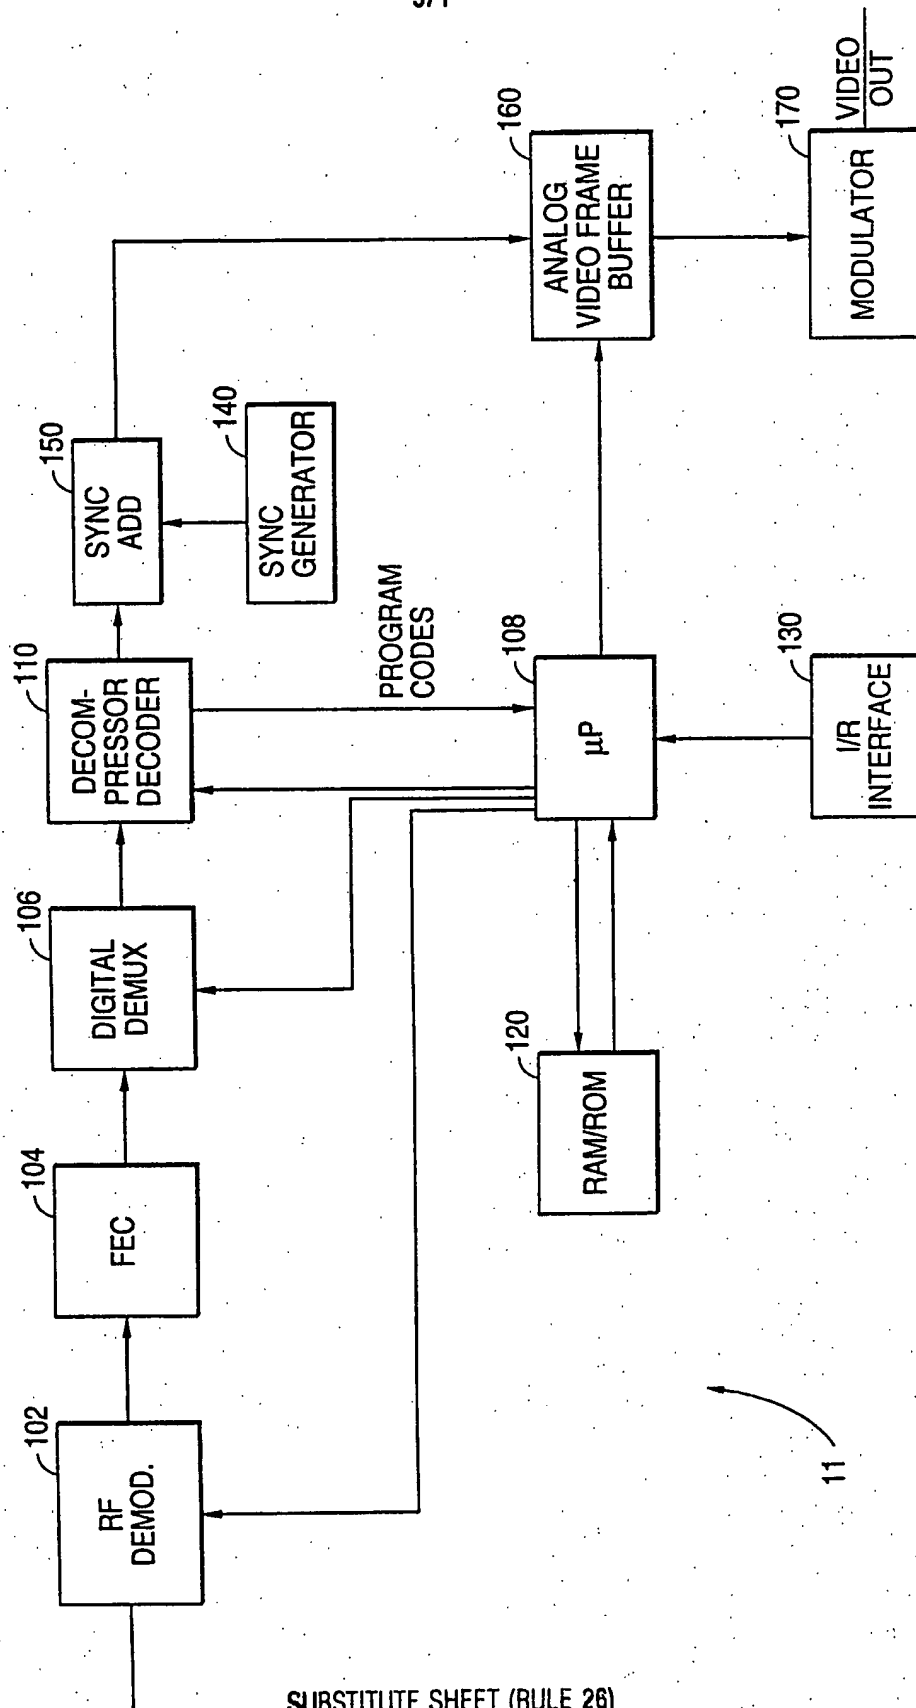 102
RF
DEMOD.
104
FEC
106
DIGITAL
DEMUX
110
DECOM-
PRESSOR
DECODER
150
SYNC
ADD
140
SYNC
GENERATOR
PROGRAM
CODES
120
RAM/ROM
108
µP
160
ANALOG
VIDEO FRAME
BUFFER
130
I/R
INTERFACE
170
MODULATOR
VIDEO
OUT
11
SUBSTITUTE SHEET (RULE 26)